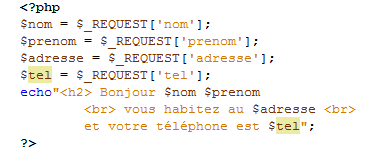 <?php
$nom = $_REQUEST['nom'];
$prenom = $_REQUEST['prenom'];
$adresse = $_REQUEST['adresse'];
$tel = $_REQUEST['tel'];
echo"<h2> Bonjour $nom $prenom
<br> vous habitez au $adresse <br>
et votre téléphone est $tel";
?>